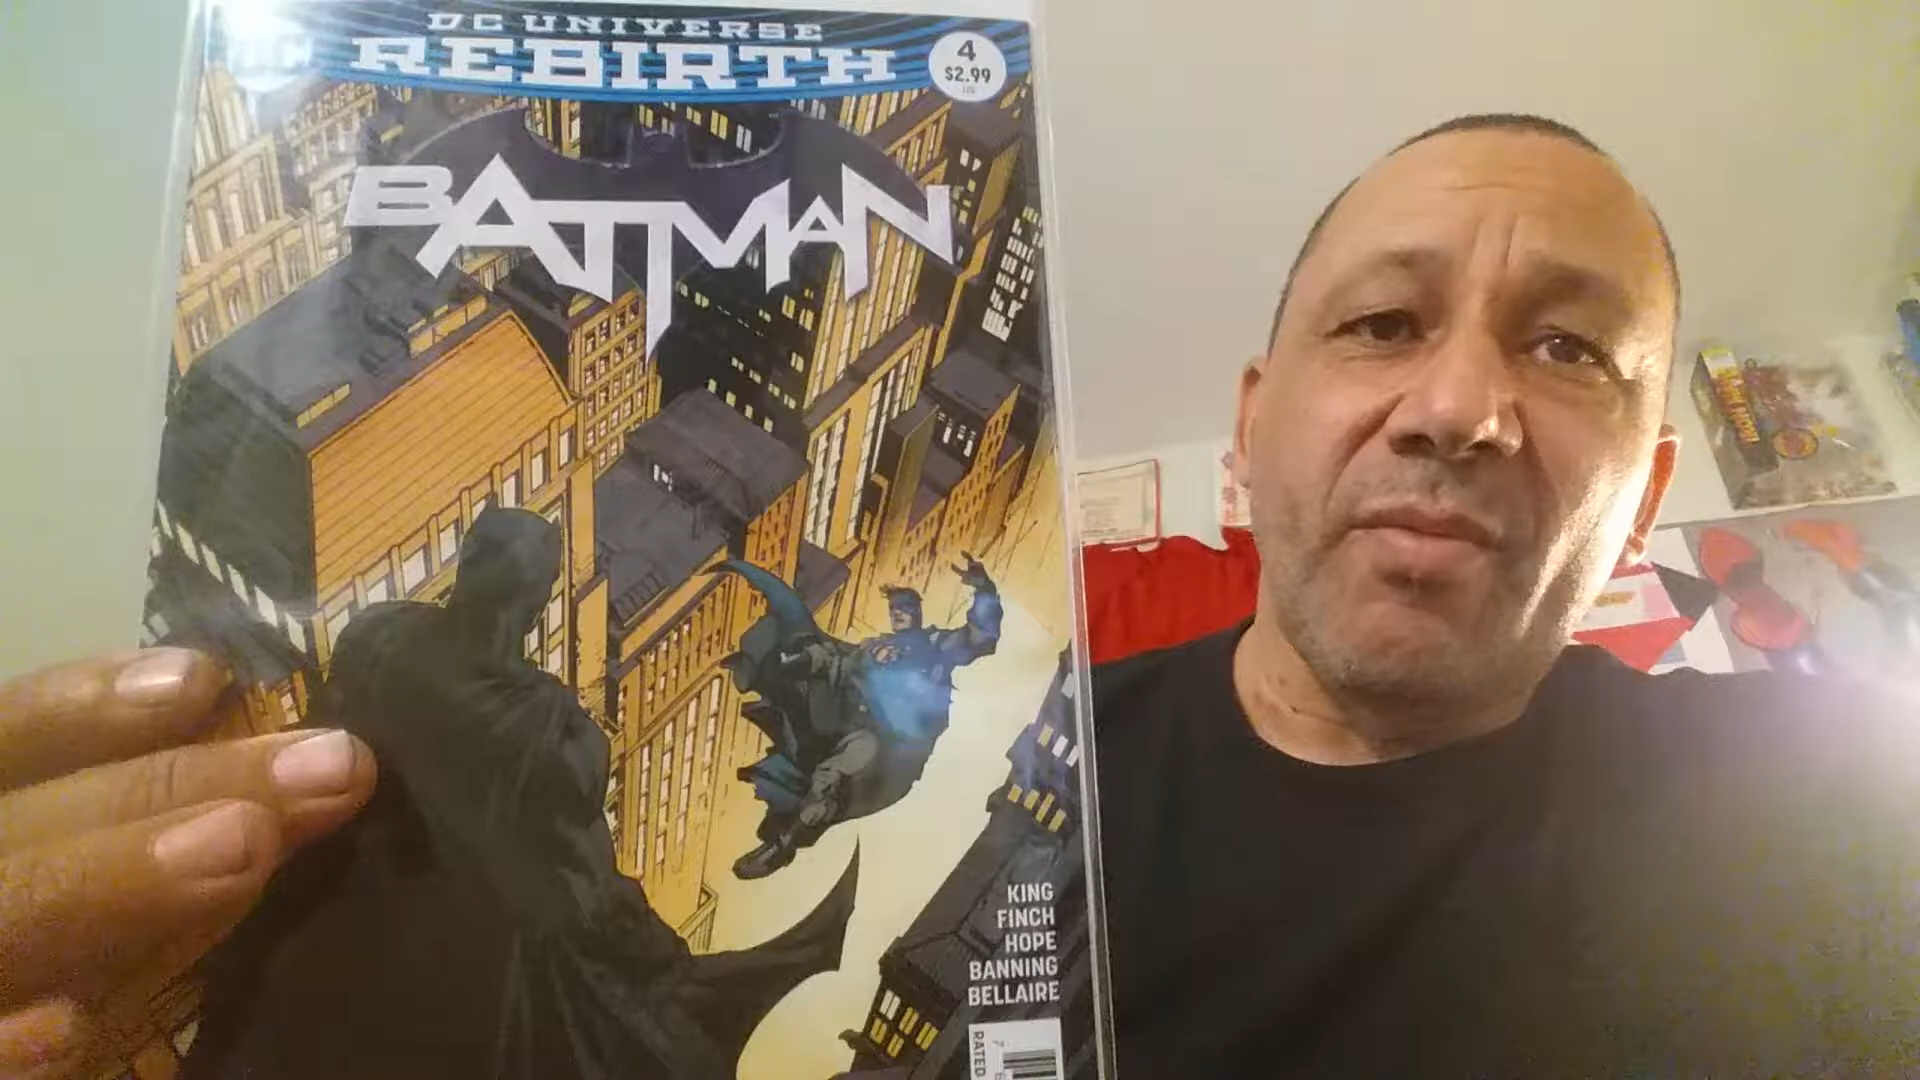 DC UNIVERSE
REBIRTH
4
$2.99
BATMAN
KING
FINCH
HOPE
BANNING
BELLAIRE
RATED